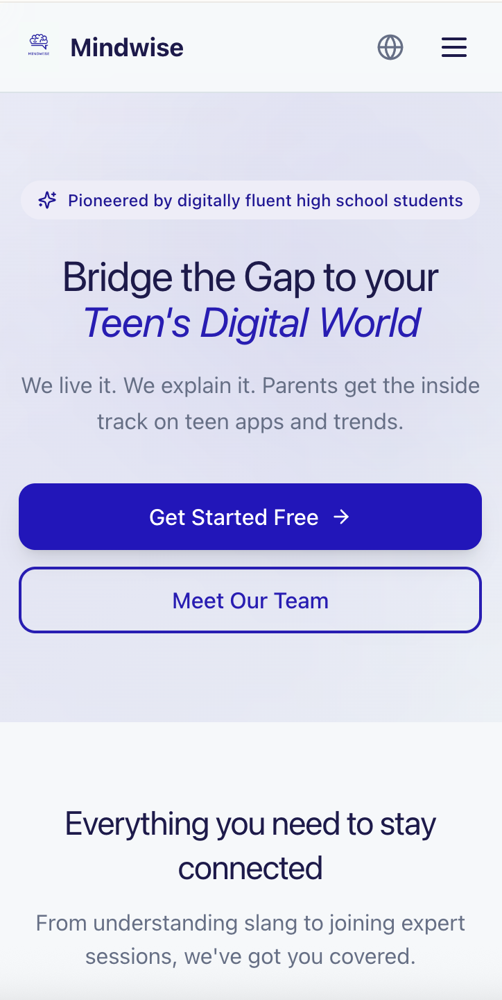 MINDWISE
Mindwise
Pioneered by digitally fluent high school students
Bridge the Gap to your
Teen's Digital World
We live it. We explain it. Parents get the inside
track on teen apps and trends.
Get Started Free
Meet Our Team
Everything you need to stay
connected
From understanding slang to joining expert
sessions, we've got you covered.